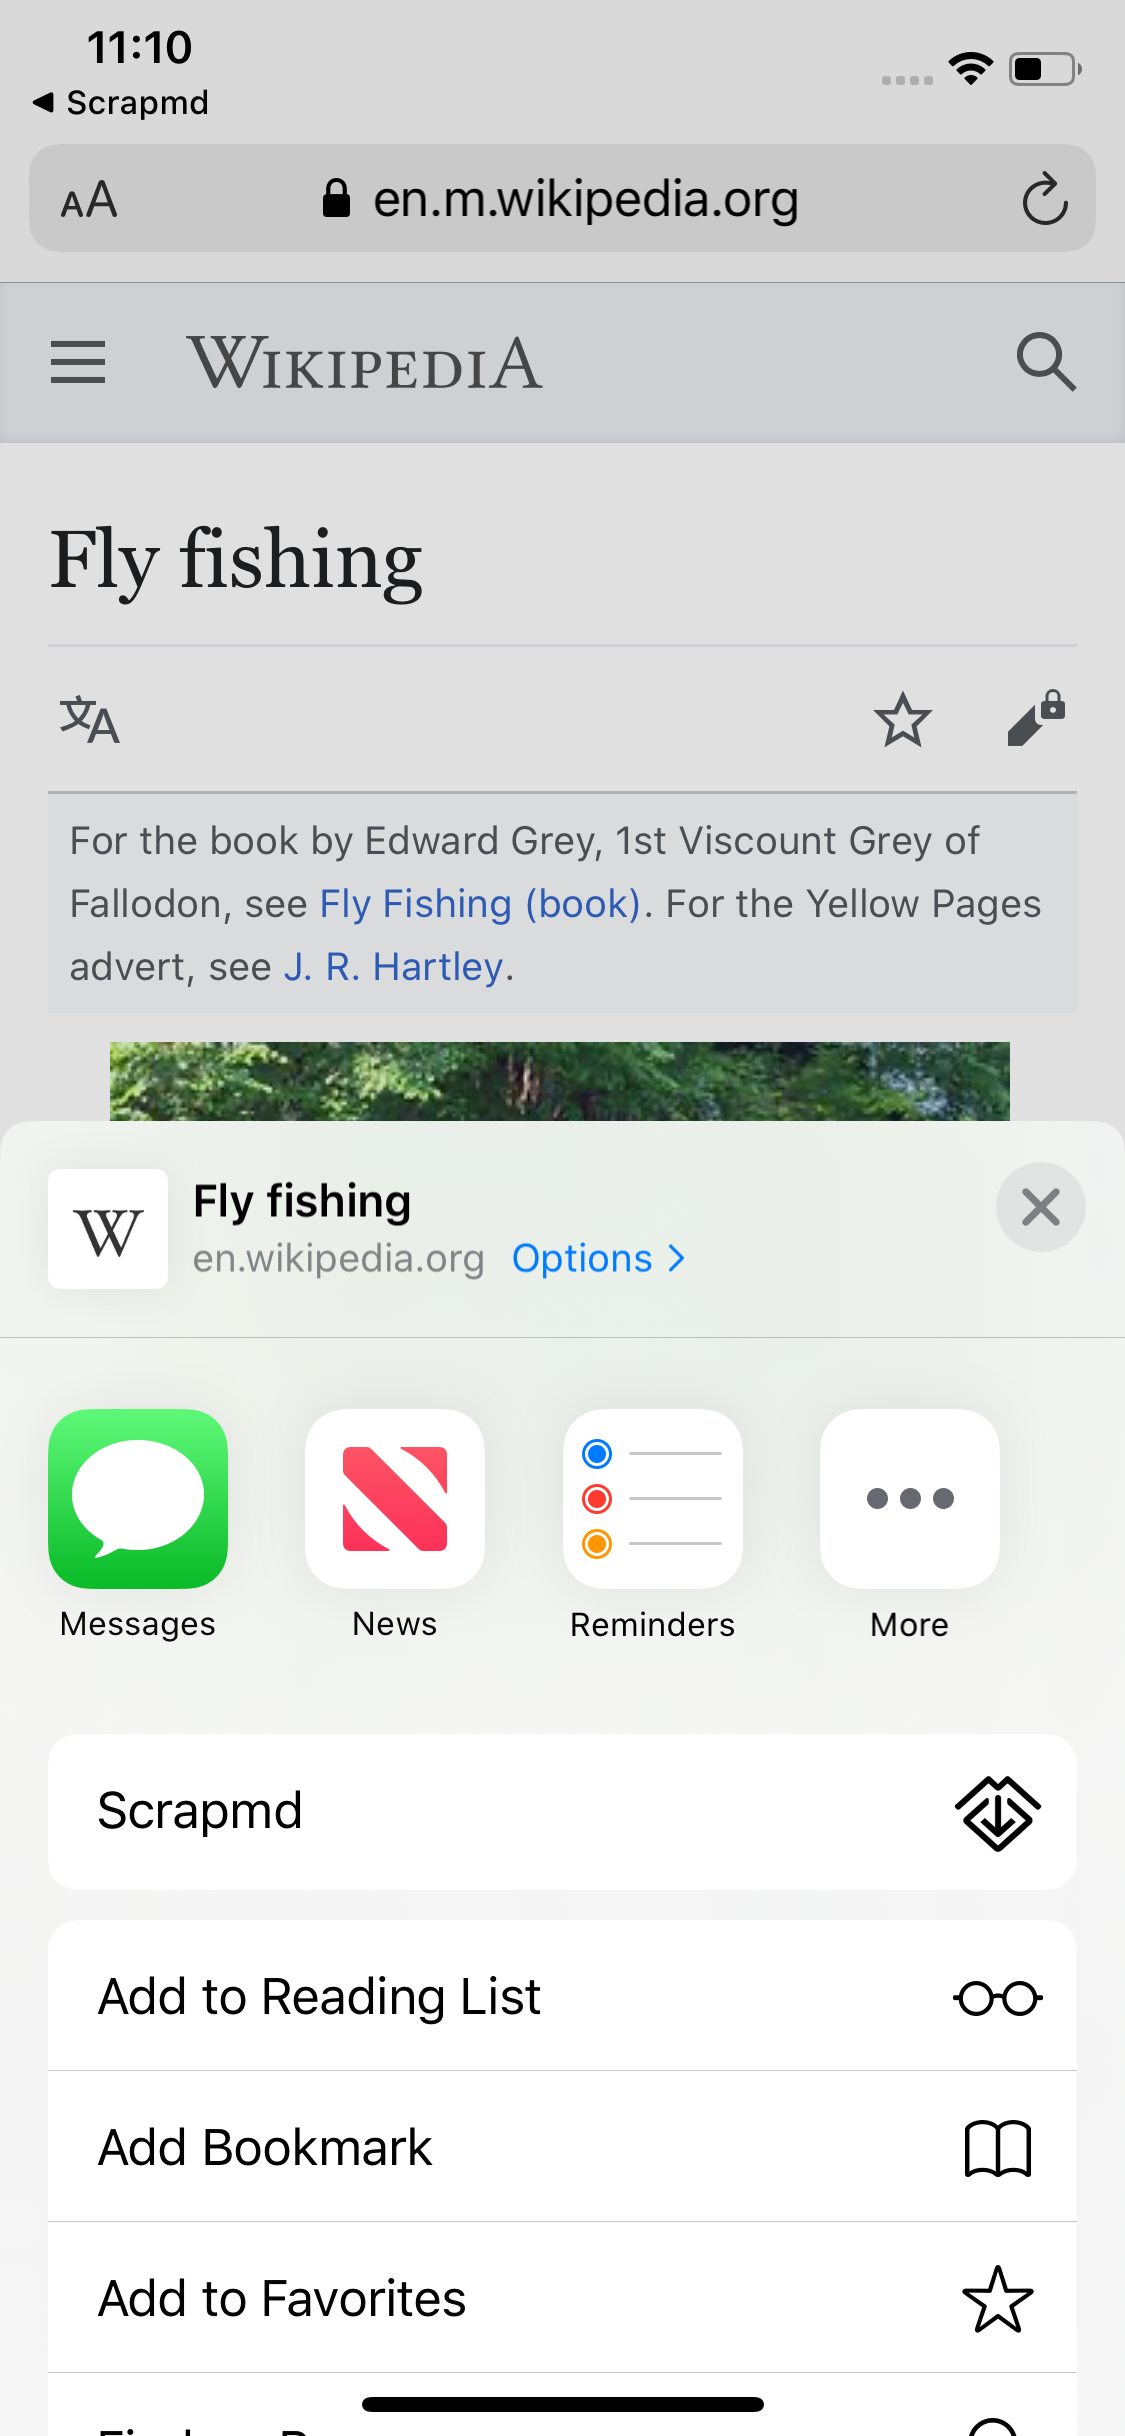 11:10
Scrapmd
AA
en.m.wikipedia.org
WIKIPEDIA
Fly fishing
文A
For the book by Edward Grey, 1st Viscount Grey of
Fallodon, see Fly Fishing (book). For the Yellow Pages
advert, see J. R. Hartley.
W
Fly fishing
en.wikipedia.org Options
Messages
News
Reminders
More
Scrapmd
Add to Reading List
Add Bookmark
Add to Favorites